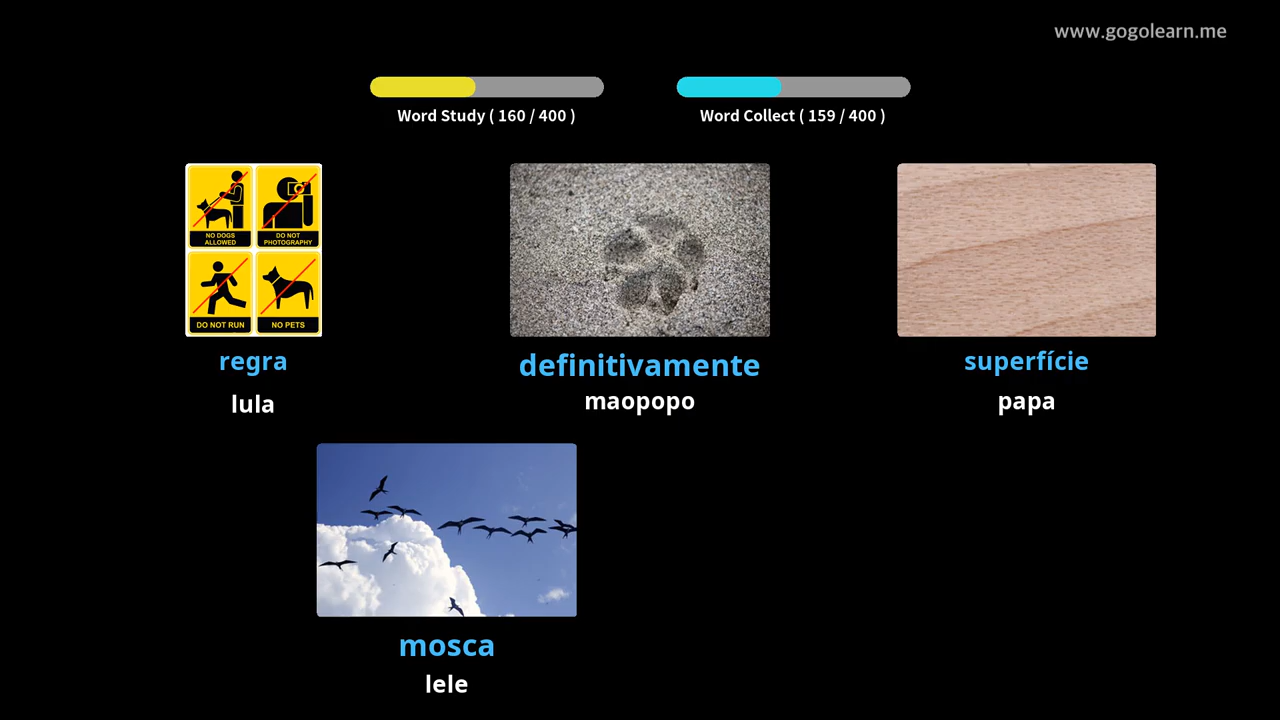 www.gogolearn.me
Word Study ( 160 / 400 )
Word Collect ( 159 / 400 )
NO DOGS
ALLOWED
DO NOT
PHOTOGRAPHY
DO NOT RUN
NO PETS
regra
lula
definitivamente
maopopo
superfície
papa
mosca
lele